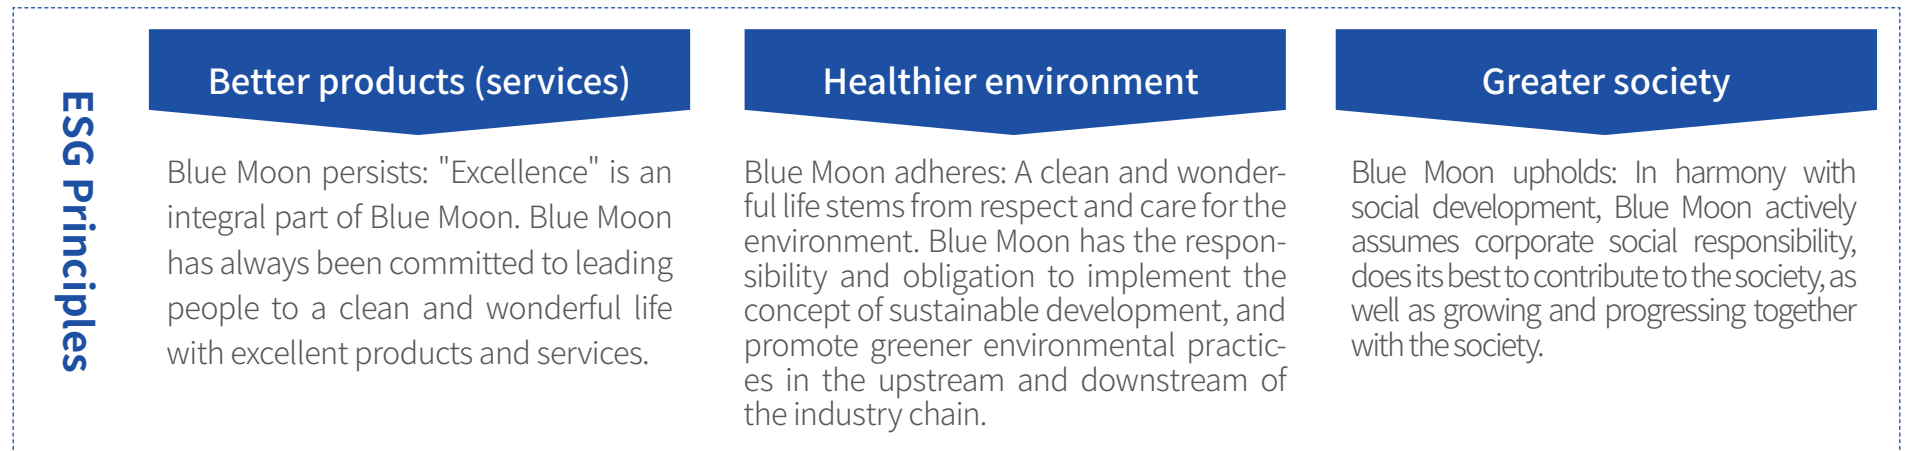 ESG Principles
Better products (services)
Blue Moon persists: "Excellence" is an
integral part of Blue Moon. Blue Moon
has always been committed to leading
people to a clean and wonderful life
with excellent products and services.
Healthier environment
Blue Moon adheres: A clean and wonder-
ful life stems from respect and care for the
environment. Blue Moon has the respon-
sibility and obligation to implement the
concept of sustainable development, and
promote greener environmental practic-
es in the upstream and downstream of
the industry chain.
Greater society
Blue Moon upholds: In harmony with
social development, Blue Moon actively
assumes corporate social responsibility,
does its best to contribute to the society, as
well as growing and progressing together
with the society.